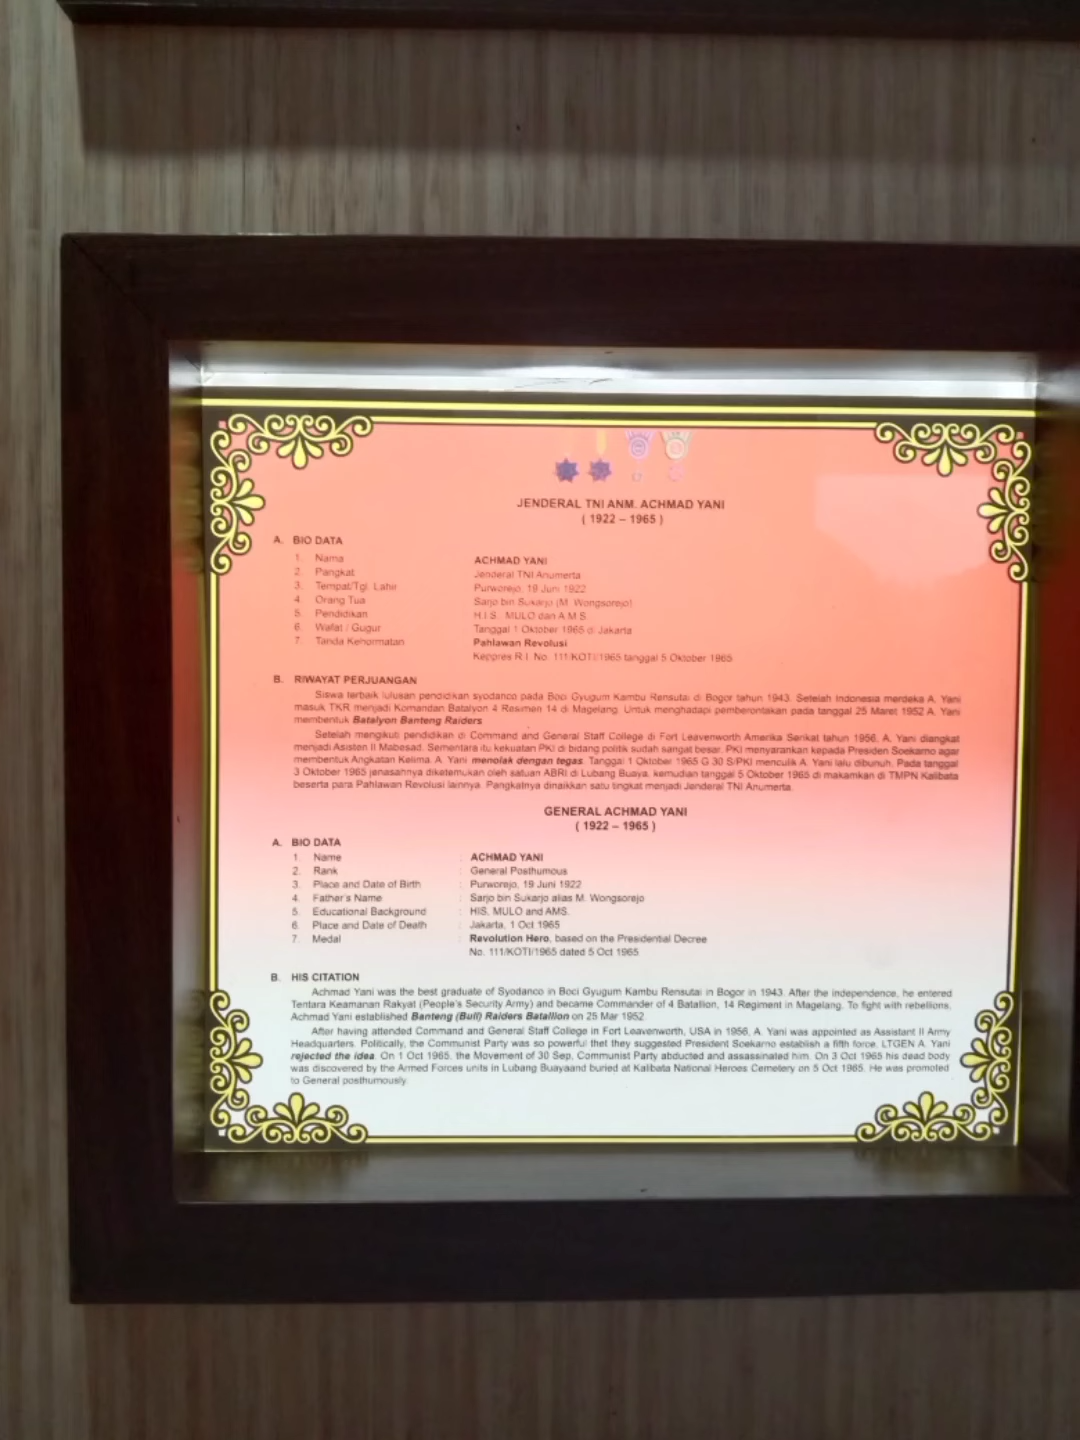 JENDERAL TNI ANM. ACHMAD YANI
( 1922 – 1965 )
A. BIO DATA
1. Nama ACHMAD YANI
2. Pangkat Jenderal TNI Anumerta
3. Tempat/Tgl. Lahir Purworejo, 19 Juni 1922
4. Orang Tua Sarjo bin Sukarjo (M. Wongsorejo)
5. Pendidikan H.I.S, MULO dan A.M.S
6. Wafat / Gugur Tanggal 1 Oktober 1965 di Jakarta
7. Tanda Kehormatan Pahlawan Revolusi
Keppres R.I. No. 111/KOTI/1965 tanggal 5 Oktober 1965
B. RIWAYAT PERJUANGAN
Siswa terbaik lulusan pendidikan syodanco pada Boci Gyugum Kambu Rensutai di Bogor tahun 1943. Setelah Indonesia merdeka A. Yani
masuk TKR menjadi Komandan Batalyon 4 Resimen 14 di Magelang. Untuk menghadapi pemberontakan pada tanggal 25 Maret 1952 A. Yani
membentuk Batalyon Banteng Raiders
Setelah mengikuti pendidikan di Command and General Staff College di Fort Leavenworth Amerika Serikat tahun 1956, A. Yani diangkat
menjadi Asisten II Mabesad. Sementara itu kekuatan PKI di bidang politik sudah sangat besar. PKI menyarankan kepada Presiden Soekarno agar
membentuk Angkatan Kelima. A. Yani menolak dengan tegas. Tanggal 1 Oktober 1965 G 30 S/PKI menculik A. Yani lalu dibunuh. Pada tanggal
3 Oktober 1965 jenasahnya diketemukan oleh satuan ABRI di Lubang Buaya, kemudian tanggal 5 Oktober 1965 di makamkan di TMPN Kalibata
beserta para Pahlawan Revolusi lainnya. Pangkatnya dinaikkan satu tingkat menjadi Jenderal TNI Anumerta.
GENERAL ACHMAD YANI
( 1922 – 1965 )
A. BIO DATA
1. Name : ACHMAD YANI
2. Rank : General Posthumous
3. Place and Date of Birth : Purworejo, 19 Juni 1922
4. Father's Name : Sarjo bin Sukarjo alias M. Wongsorejo
5. Educational Background : HIS, MULO and AMS.
6. Place and Date of Death : Jakarta, 1 Oct 1965
7. Medal : Revolution Hero, based on the Presidential Decree
No. 111/KOTI/1965 dated 5 Oct 1965
B. HIS CITATION
Achmad Yani was the best graduate of Syodanco in Boci Gyugum Kambu Rensutai in Bogor in 1943. After the independence, he entered
Tentara Keamanan Rakyat (People's Security Army) and became Commander of 4 Batallion, 14 Regiment in Magelang. To fight with rebellions,
Achmad Yani established Banteng (Bull) Raiders Batallion on 25 Mar 1952.
After having attended Command and General Staff College in Fort Leavenworth, USA in 1956, A. Yani was appointed as Assistant II Army
Headquarters. Politically, the Communist Party was so powerful thet they suggested President Soekarno establish a fifth force. LTGEN A. Yani
rejected the idea. On 1 Oct 1965, the Movement of 30 Sep, Communist Party abducted and assassinated him. On 3 Oct 1965 his dead body
was discovered by the Armed Forces units in Lubang Buayaand buried at Kalibata National Heroes Cemetery on 5 Oct 1965. He was promoted
to General posthumously.